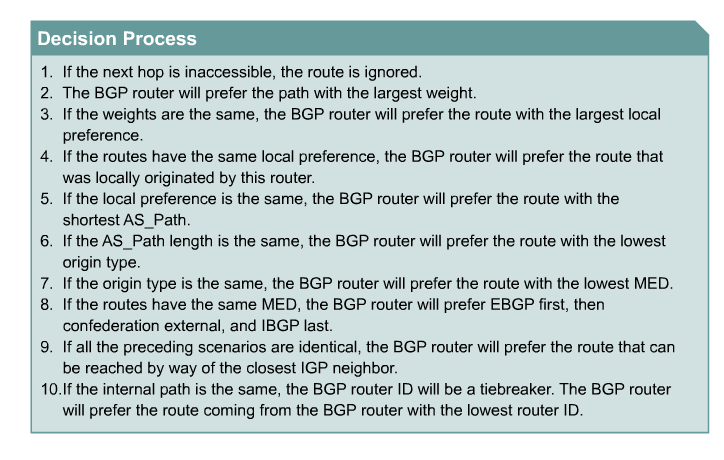 Decision Process
1. If the next hop is inaccessible, the route is ignored.
2. The BGP router will prefer the path with the largest weight.
3. If the weights are the same, the BGP router will prefer the route with the largest local
preference.
4. If the routes have the same local preference, the BGP router will prefer the route that
was locally originated by this router.
5. If the local preference is the same, the BGP router will prefer the route with the
shortest AS_Path.
6. If the AS_Path length is the same, the BGP router will prefer the route with the lowest
origin type.
7. If the origin type is the same, the BGP router will prefer the route with the lowest MED.
8. If the routes have the same MED, the BGP router will prefer EBGP first, then
confederation external, and IBGP last.
9. If all the preceding scenarios are identical, the BGP router will prefer the route that can
be reached by way of the closest IGP neighbor.
10.If the internal path is the same, the BGP router ID will be a tiebreaker. The BGP router
will prefer the route coming from the BGP router with the lowest router ID.